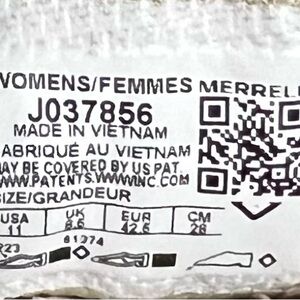 WOMENS/FEMMES MERRELL
J037856
MADE IN VIETNAM
FABRIQUÉ AU VIETNAM
MAY BE COVERED BY US PAT.
WWW.PATENTS.WWWINC.COM
SIZE/GRANDEUR
USA UK EUR CM
11 8.5 42.5 28
61274